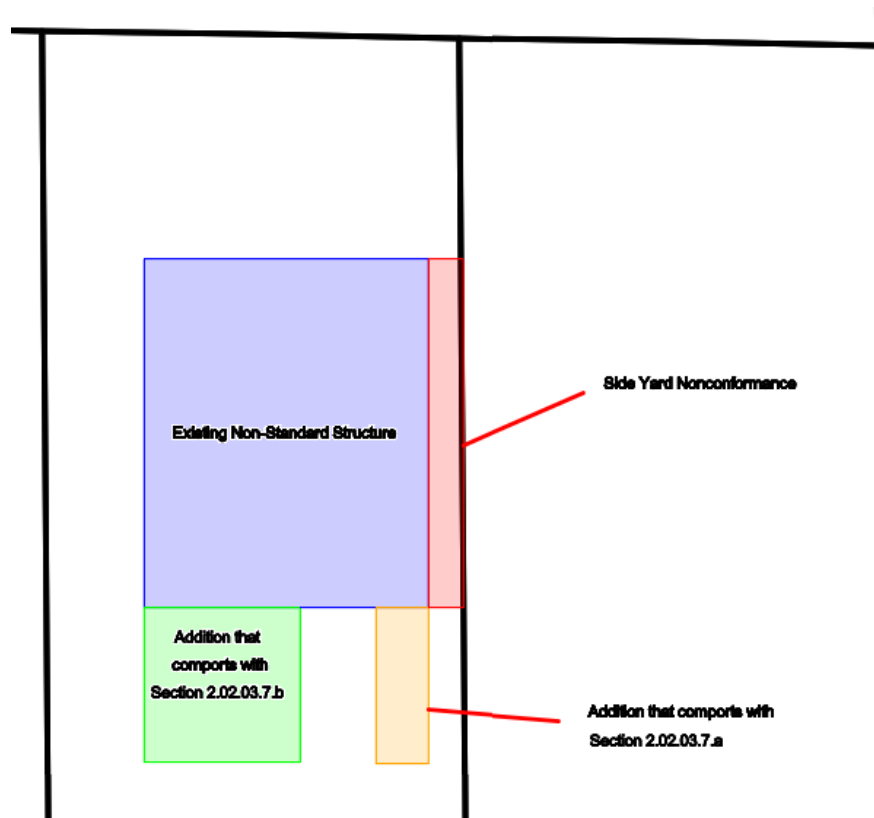 Side Yard Nonconformance
Existing Non-Standard Structure
Addition that
comports with
Section 2.02.03.7.b
Addition that comports with
Section 2.02.03.7.a